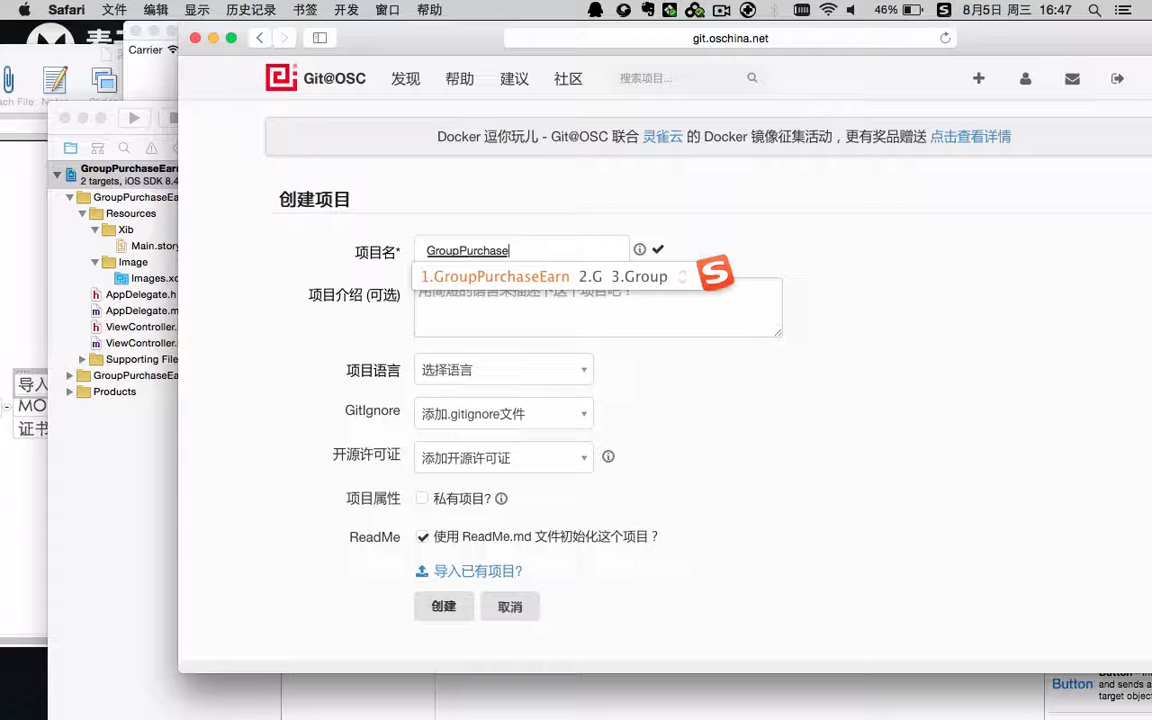 Safari 文件 编辑 显示 历史记录 书签 开发 窗口 帮助 46% 8月5日 周三 16:47
Carrier
git.oschina.net
Git@OSC 发现 帮助 建议 社区 搜索项目...
Docker 逗你玩儿 - Git@OSC 联合 灵雀云 的 Docker 镜像征集活动，更有奖品赠送 点击查看详情
GroupPurchaseEarn
2 targets, iOS SDK 8.4
GroupPurchaseEa
Resources
Xib
Main.story
Image
Images.xc
AppDelegate.h
AppDelegate.m
ViewController.
ViewController.
Supporting File
GroupPurchaseEa
Products
导入
MO
证书
创建项目
项目名* GroupPurchase
1.GroupPurchaseEarn 2.G 3.Group
项目介绍 (可选)
项目语言 选择语言
GitIgnore 添加.gitignore文件
开源许可证 添加开源许可证
项目属性 私有项目?
ReadMe 使用 ReadMe.md 文件初始化这个项目？
导入已有项目?
创建 取消
Button
and sends a
target objec